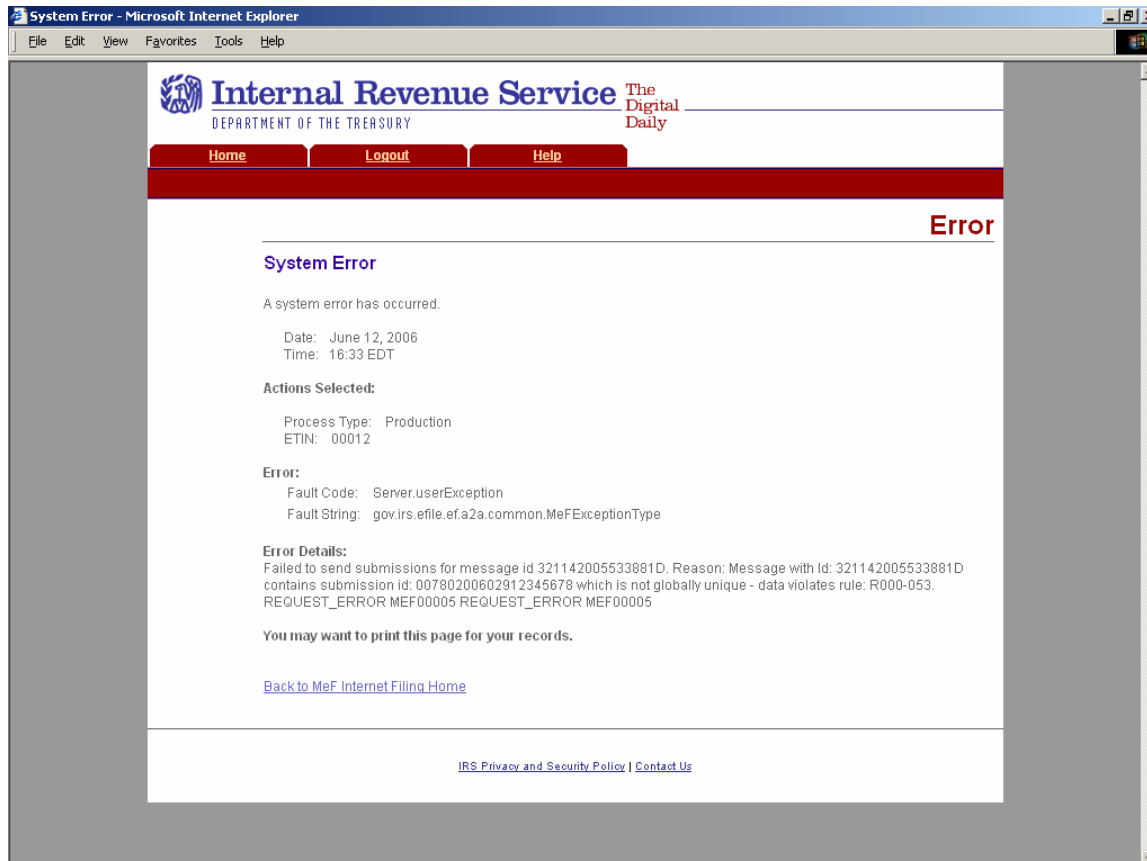 System Error - Microsoft Internet Explorer
File Edit View Favorites Tools Help
Internal Revenue Service
DEPARTMENT OF THE TREASURY
The
Digital
Daily
Home Logout Help
Error
System Error
A system error has occurred.
Date: June 12, 2006
Time: 16:33 EDT
Actions Selected:
Process Type: Production
ETIN: 00012
Error:
Fault Code: Server.userException
Fault String: gov.irs.efile.ef.a2a.common.MeFExceptionType
Error Details:
Failed to send submissions for message id 321142005533881D. Reason: Message with Id: 321142005533881D
contains submission id: 00780200602912345678 which is not globally unique - data violates rule: R000-053.
REQUEST_ERROR MEF00005 REQUEST_ERROR MEF00005
You may want to print this page for your records.
Back to MeF Internet Filing Home
IRS Privacy and Security Policy | Contact Us